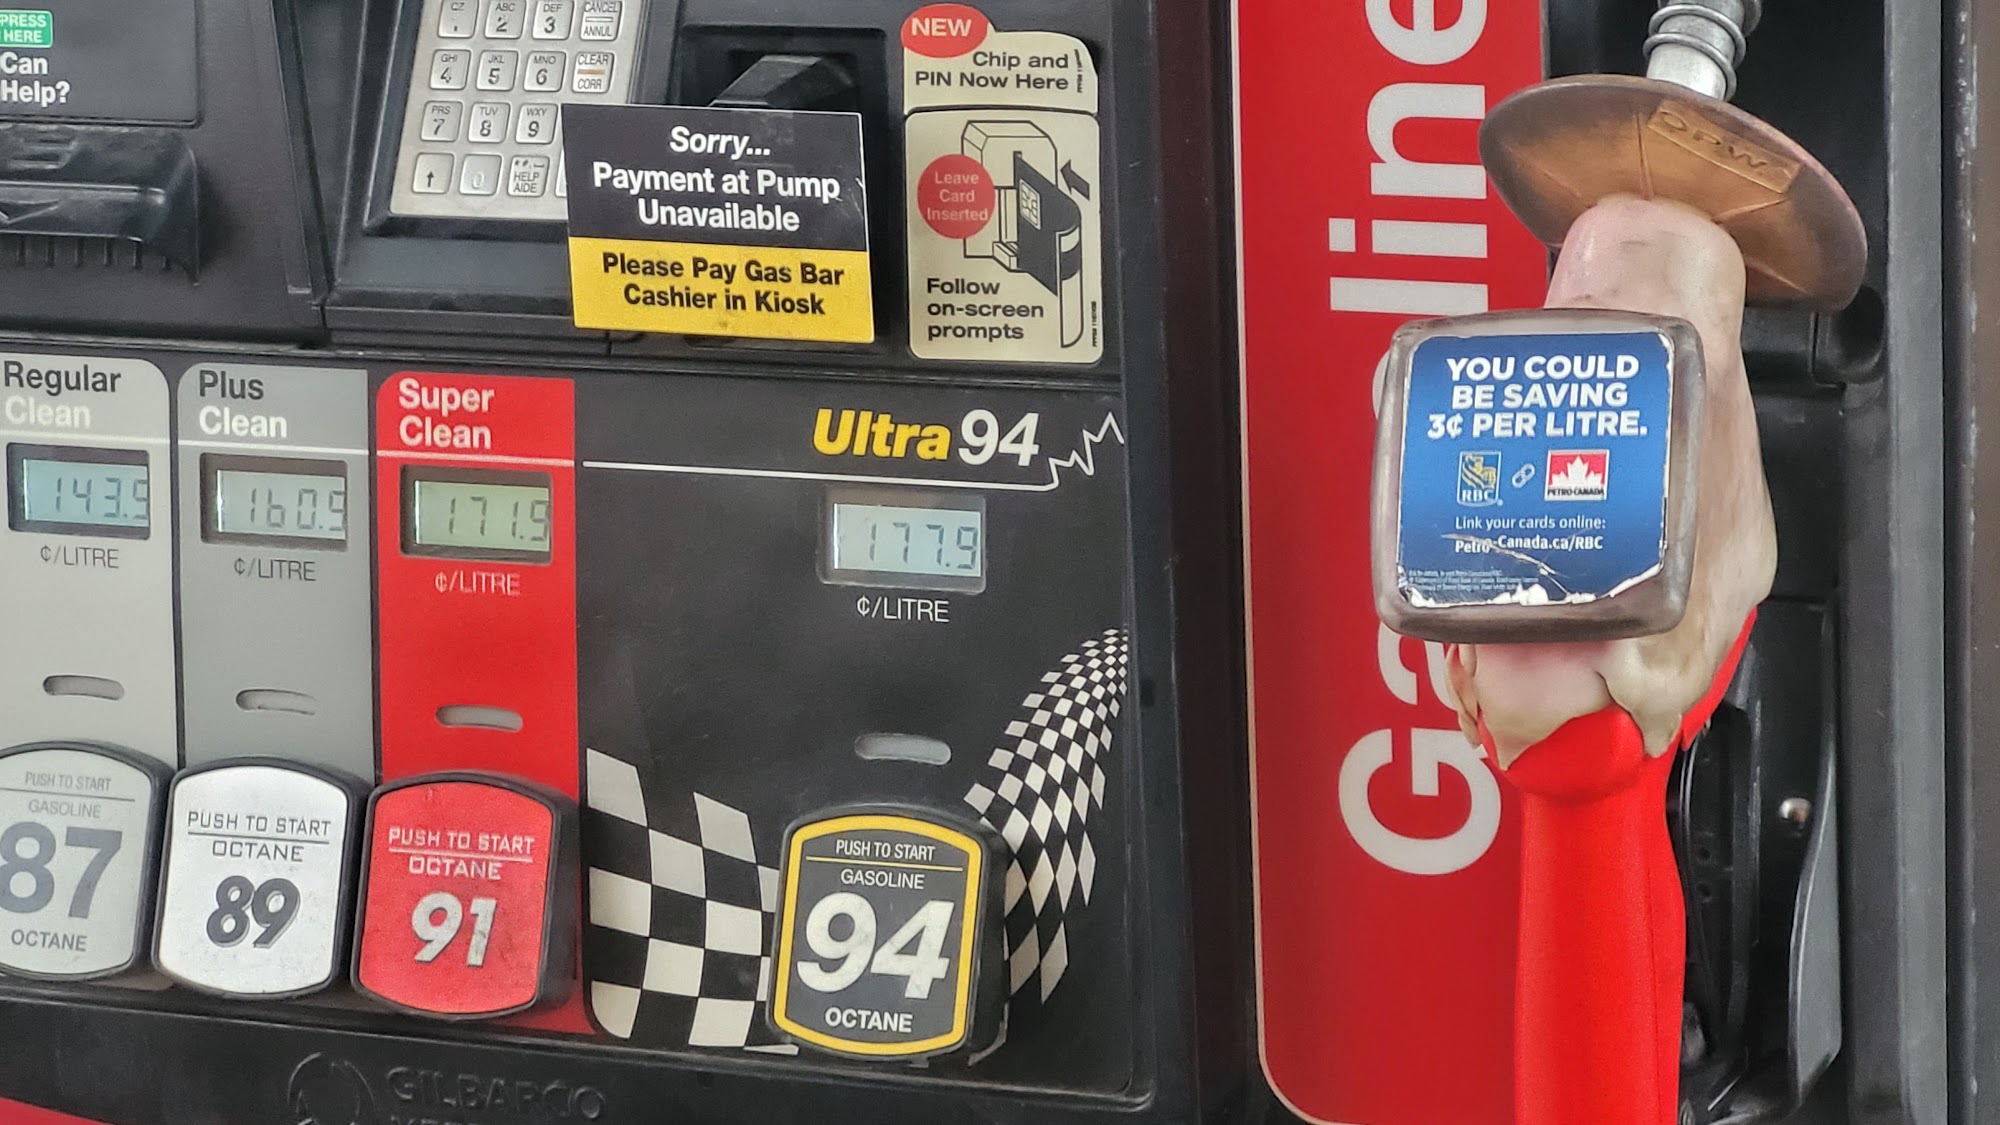 PRESS
HERE
Can
Help?
CZ
,
ABC
2
DEF
3
CANCEL
ANNUL
GHI
4
JKL
5
MNO
6
CLEAR
CORR
PRS
7
TUV
8
WXY
9
0
HELP
AIDE
Sorry...
Payment at Pump
Unavailable
Please Pay Gas Bar
Cashier in Kiosk
NEW
Chip and
PIN Now Here
Leave
Card
Inserted
Follow
on-screen
prompts
Regular
Clean
143.9
¢/LITRE
Plus
Clean
160.9
¢/LITRE
Super
Clean
171.9
¢/LITRE
Ultra 94
177.9
¢/LITRE
PUSH TO START
GASOLINE
87
OCTANE
PUSH TO START
OCTANE
89
PUSH TO START
OCTANE
91
PUSH TO START
GASOLINE
94
OCTANE
GILBARCO
OPW
YOU COULD
BE SAVING
3¢ PER LITRE.
RBC
PETRO-CANADA
Link your cards online:
Petro-Canada.ca/RBC